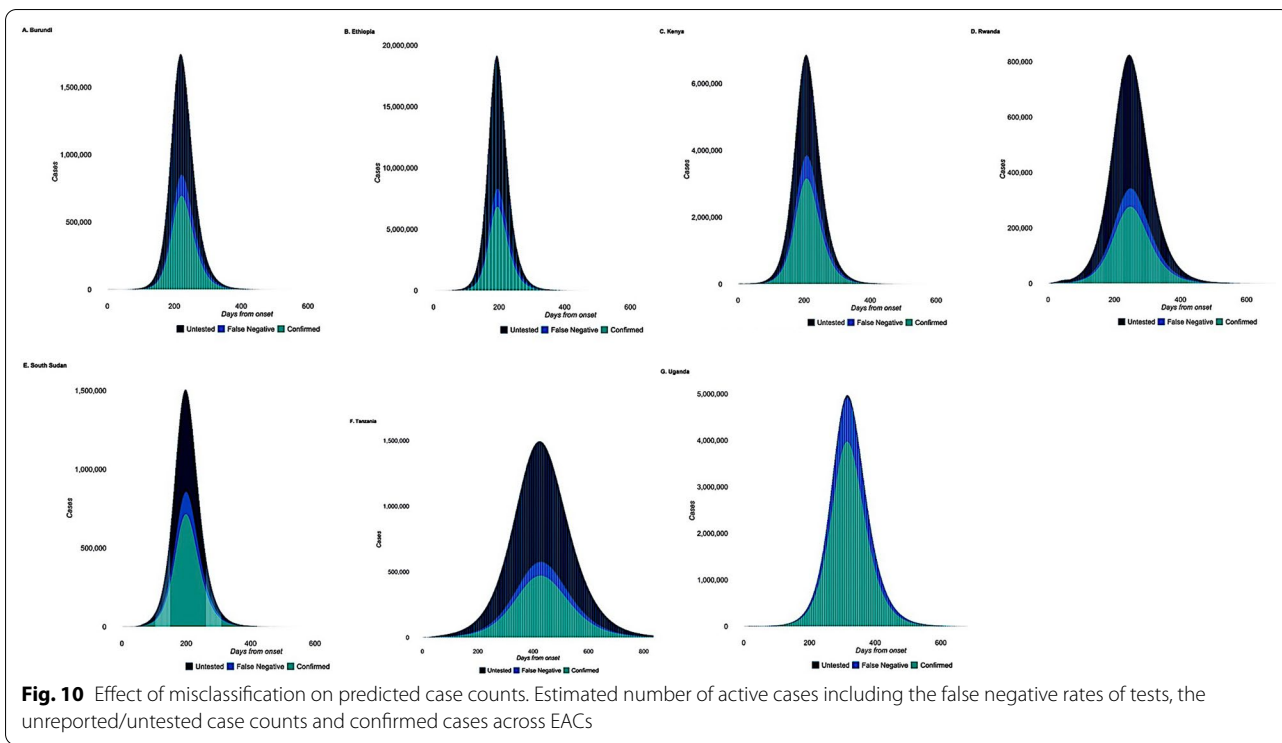 A. Burundi
1,500,000
1,000,000
500,000
0
Cases
0 200 400 600
Days from onset
Untested False Negative Confirmed
B. Ethiopia
20,000,000
15,000,000
10,000,000
5,000,000
0
Cases
0 200 400 600
Days from onset
Untested False Negative Confirmed
C. Kenya
6,000,000
4,000,000
2,000,000
0
Cases
0 200 400 600
Days from onset
Untested False Negative Confirmed
D. Rwanda
800,000
600,000
400,000
200,000
0
Cases
0 200 400 600
Days from onset
Untested False Negative Confirmed
E. South Sudan
1,500,000
1,000,000
500,000
0
Cases
0 200 400 600
Days from onset
Untested False Negative Confirmed
F. Tanzania
1,500,000
1,000,000
500,000
0
Cases
0 200 400 600 800
Days from onset
Untested False Negative Confirmed
G. Uganda
5,000,000
4,000,000
3,000,000
2,000,000
1,000,000
0
Cases
0 200 400 600
Days from onset
Untested False Negative Confirmed
Fig. 10 Effect of misclassification on predicted case counts. Estimated number of active cases including the false negative rates of tests, the
unreported/untested case counts and confirmed cases across EACs